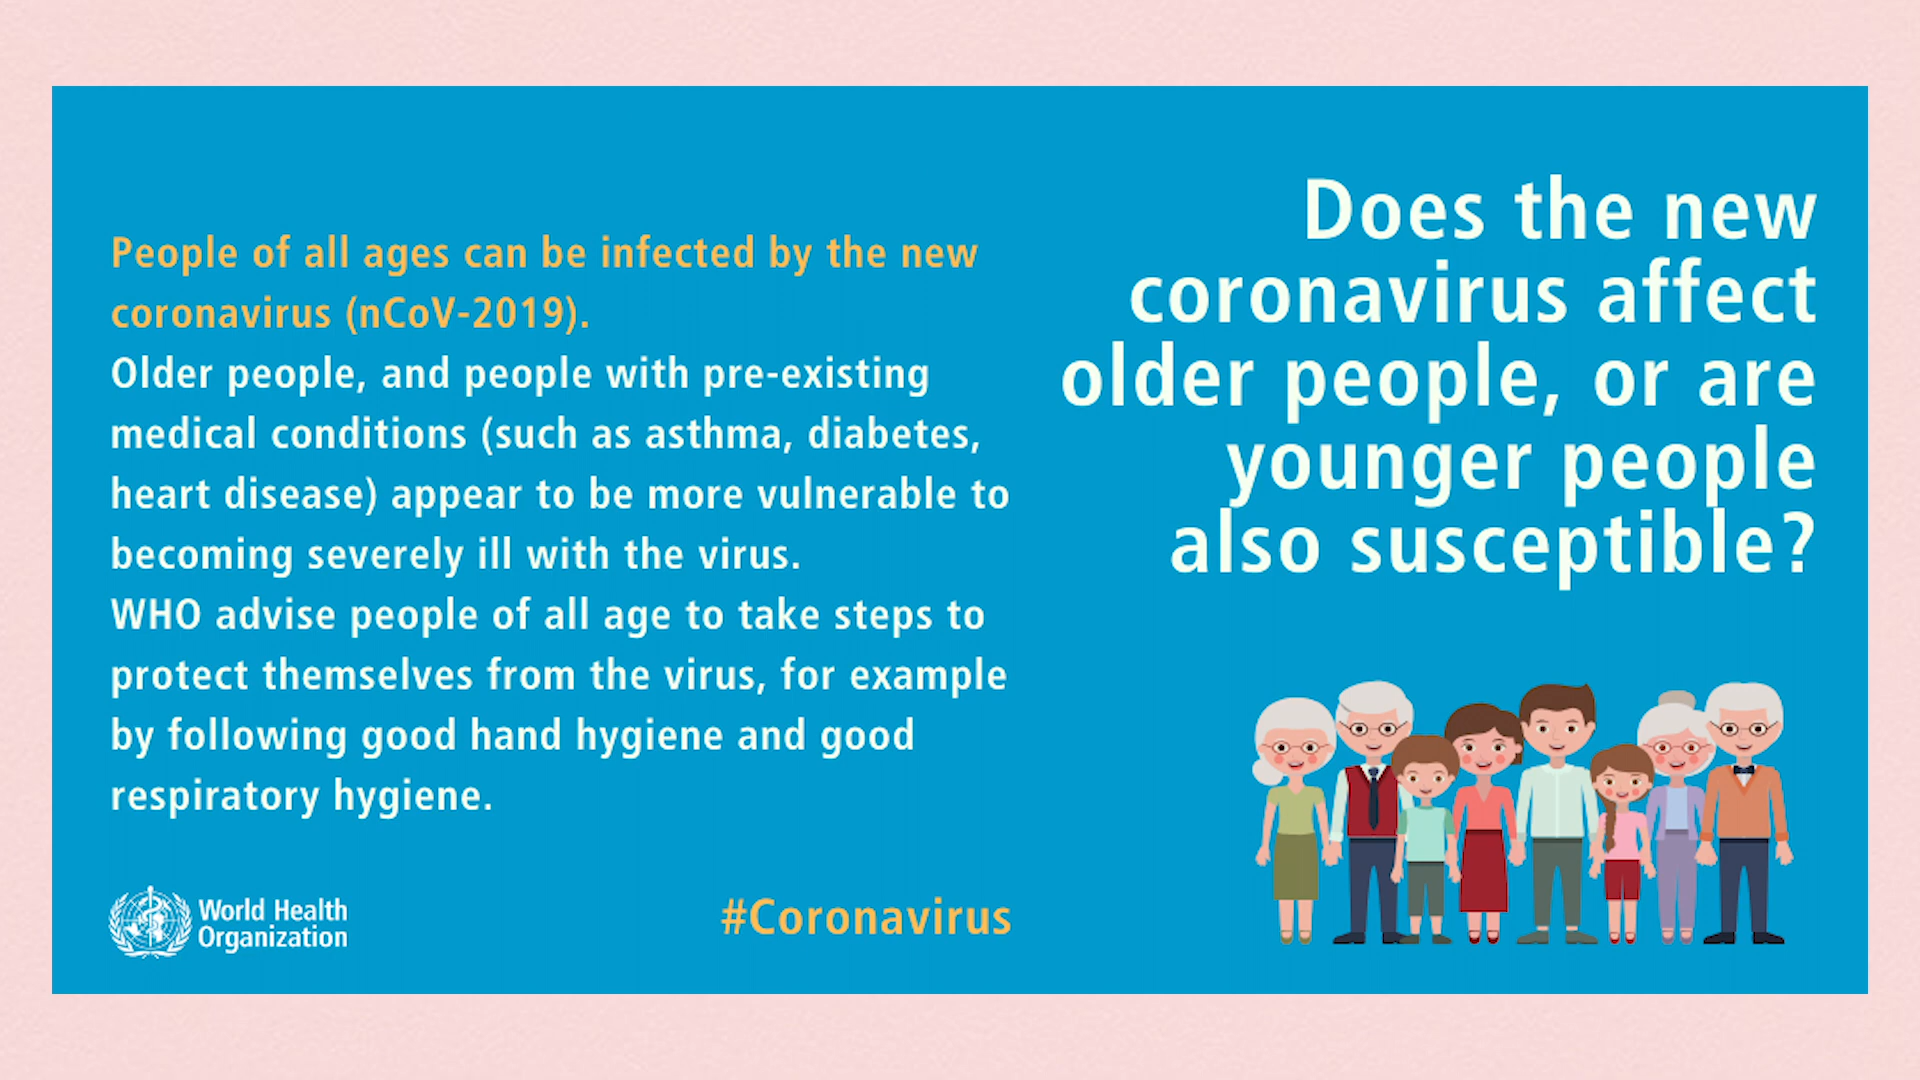 Does the new
coronavirus affect
older people, or are
younger people
also susceptible?
People of all ages can be infected by the new
coronavirus (nCoV-2019).
Older people, and people with pre-existing
medical conditions (such as asthma, diabetes,
heart disease) appear to be more vulnerable to
becoming severely ill with the virus.
WHO advise people of all age to take steps to
protect themselves from the virus, for example
by following good hand hygiene and good
respiratory hygiene.
World Health
Organization
#Coronavirus